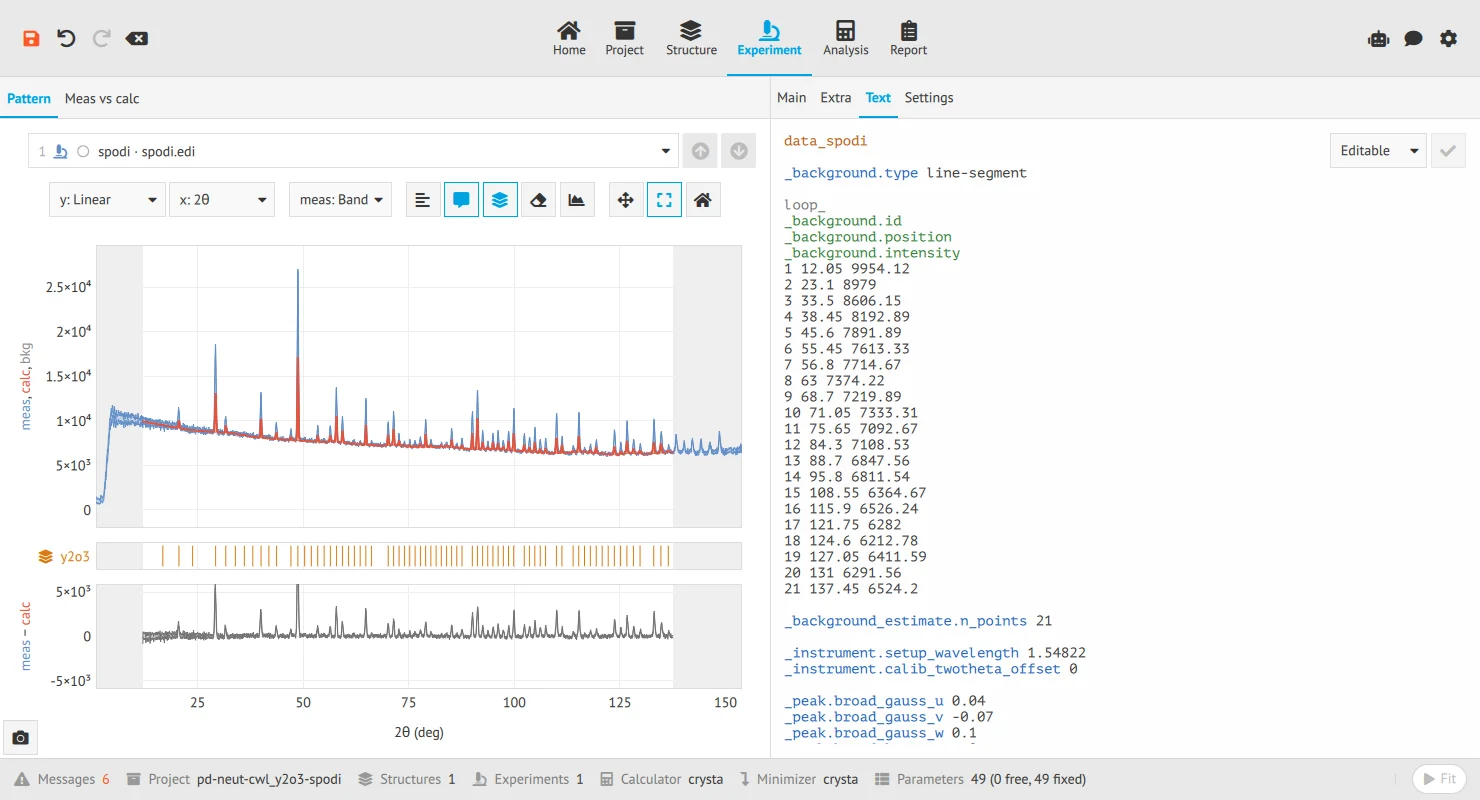 Home
Project
Structure
Experiment
Analysis
Report
Pattern
Meas vs calc
Main
Extra
Text
Settings
1 spodi · spodi.edi
y: Linear
x: 2θ
meas: Band
2.5×10⁴
2×10⁴
1.5×10⁴
1×10⁴
5×10³
0
meas, calc, bkg
y2o3
5×10³
0
-5×10³
meas − calc
25
50
75
100
125
150
2θ (deg)
Editable
data_spodi
_background.type line-segment
loop_
_background.id
_background.position
_background.intensity
1 12.05 9954.12
2 23.1 8979
3 33.5 8606.15
4 38.45 8192.89
5 45.6 7891.89
6 55.45 7613.33
7 56.8 7714.67
8 63 7374.22
9 68.7 7219.89
10 71.05 7333.31
11 75.65 7092.67
12 84.3 7108.53
13 88.7 6847.56
14 95.8 6811.54
15 108.55 6364.67
16 115.9 6526.24
17 121.75 6282
18 124.6 6212.78
19 127.05 6411.59
20 131 6291.56
21 137.45 6524.2
_background_estimate.n_points 21
_instrument.setup_wavelength 1.54822
_instrument.calib_twotheta_offset 0
_peak.broad_gauss_u 0.04
_peak.broad_gauss_v -0.07
_peak.broad_gauss_w 0.1
Messages 6
Project pd-neut-cwl_y2o3-spodi
Structures 1
Experiments 1
Calculator crysta
Minimizer crysta
Parameters 49 (0 free, 49 fixed)
Fit